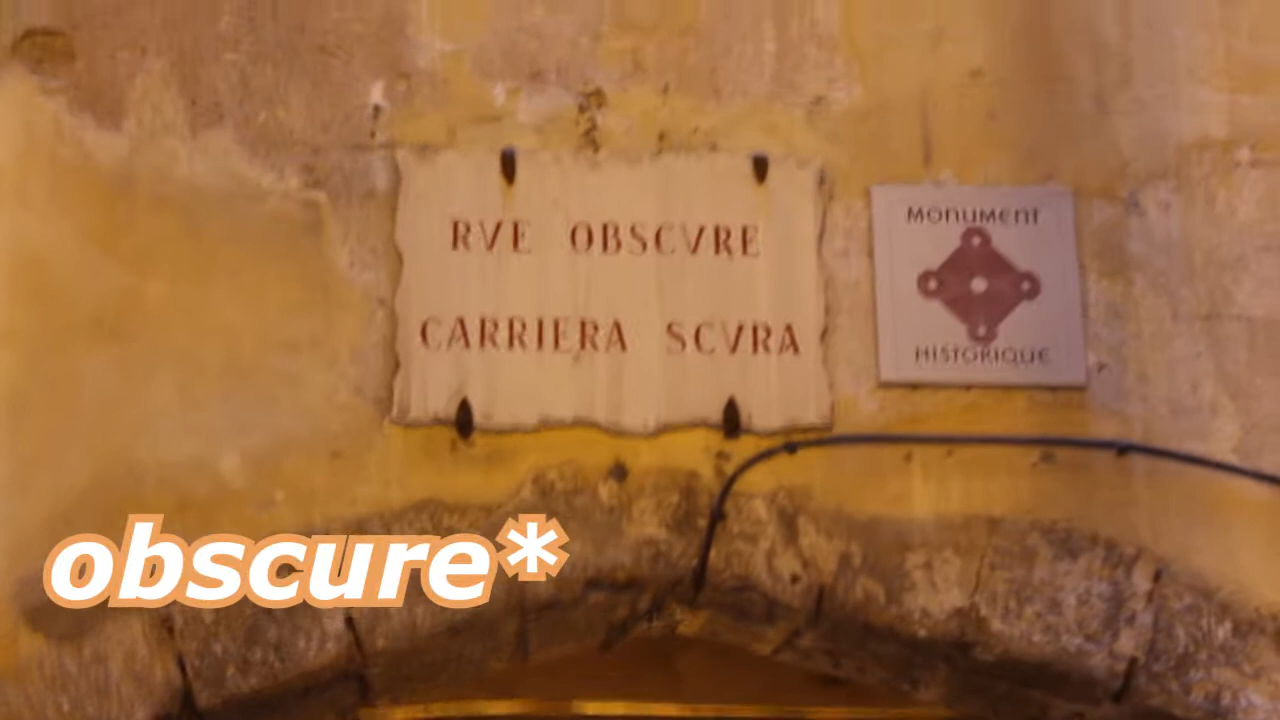 RVE OBSCVRE
CARRIERA SCVRA
MONUMENT
HISTORIQUE
obscure*